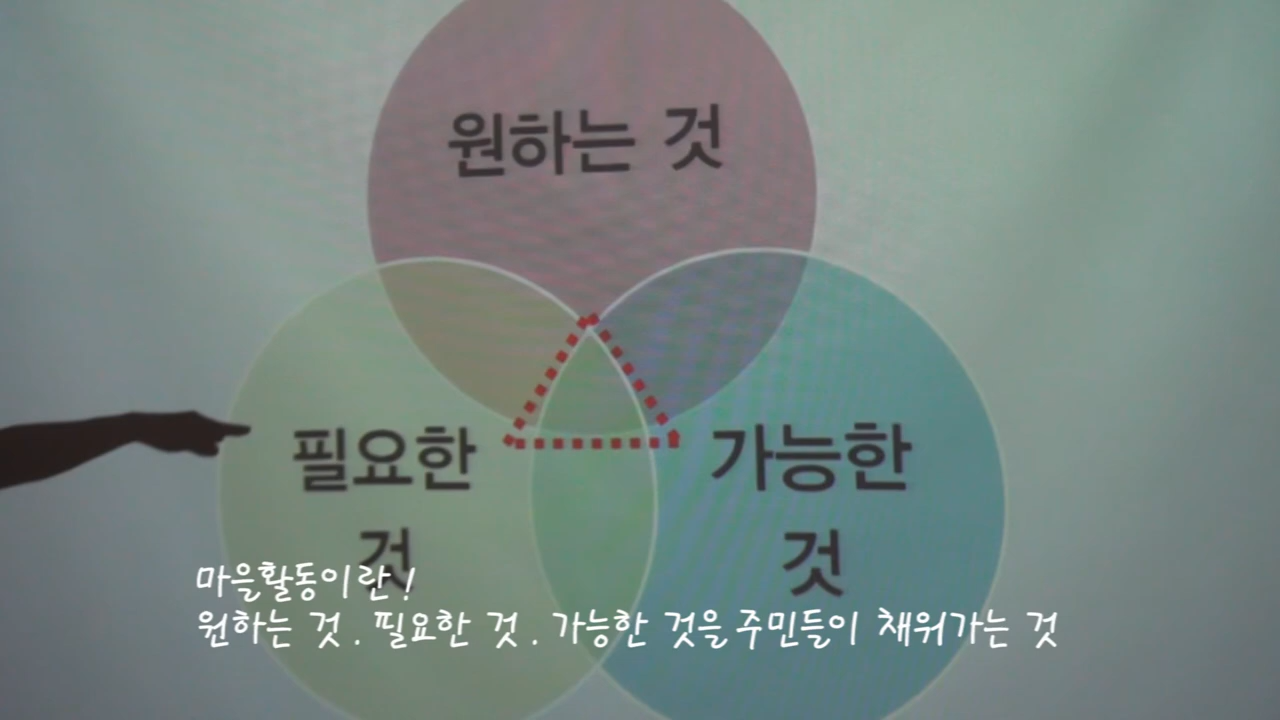 원하는 것
필요한
것
가능한
것
마을활동이란!
원하는 것. 필요한 것. 가능한 것을 주민들이 채워가는 것